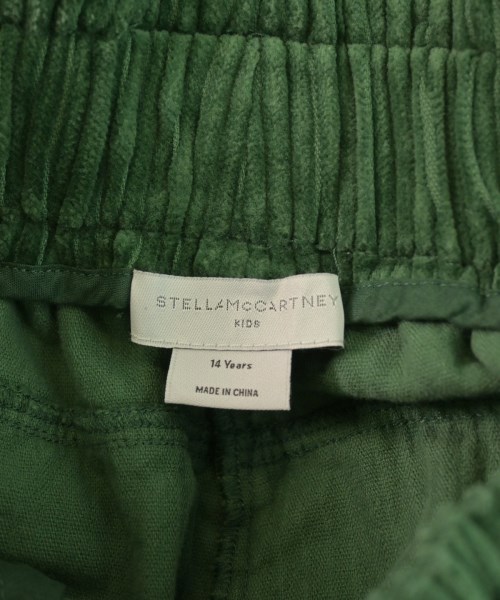 STELLAMcCARTNEY
KIDS
14 Years
MADE IN CHINA